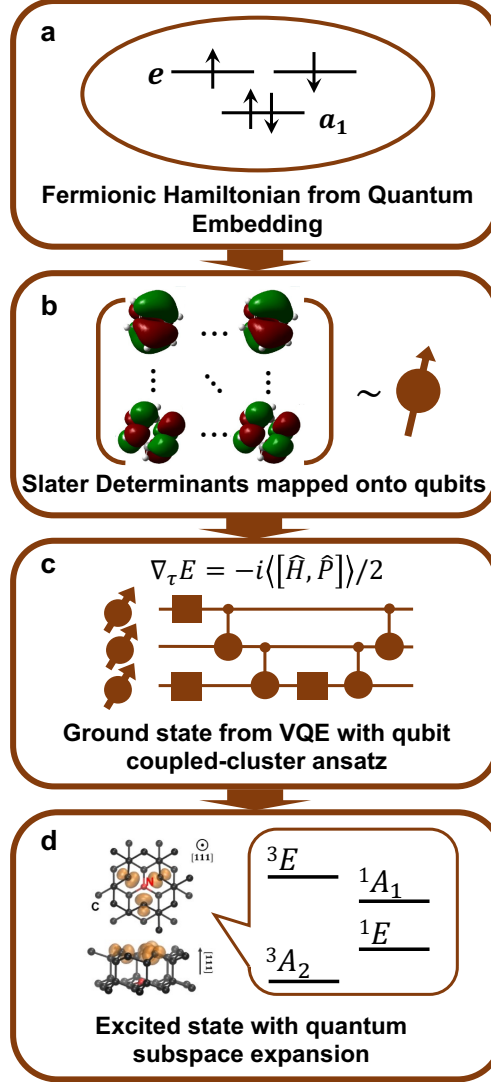 a
e
a₁
Fermionic Hamiltonian from Quantum
Embedding
b
~
Slater Determinants mapped onto qubits
c
∇τE = −i⟨[Ĥ, P̂]⟩/2
Ground state from VQE with qubit
coupled-cluster ansatz
d
[111]
N
C
[111]
³E
¹A₁
¹E
³A₂
Excited state with quantum
subspace expansion